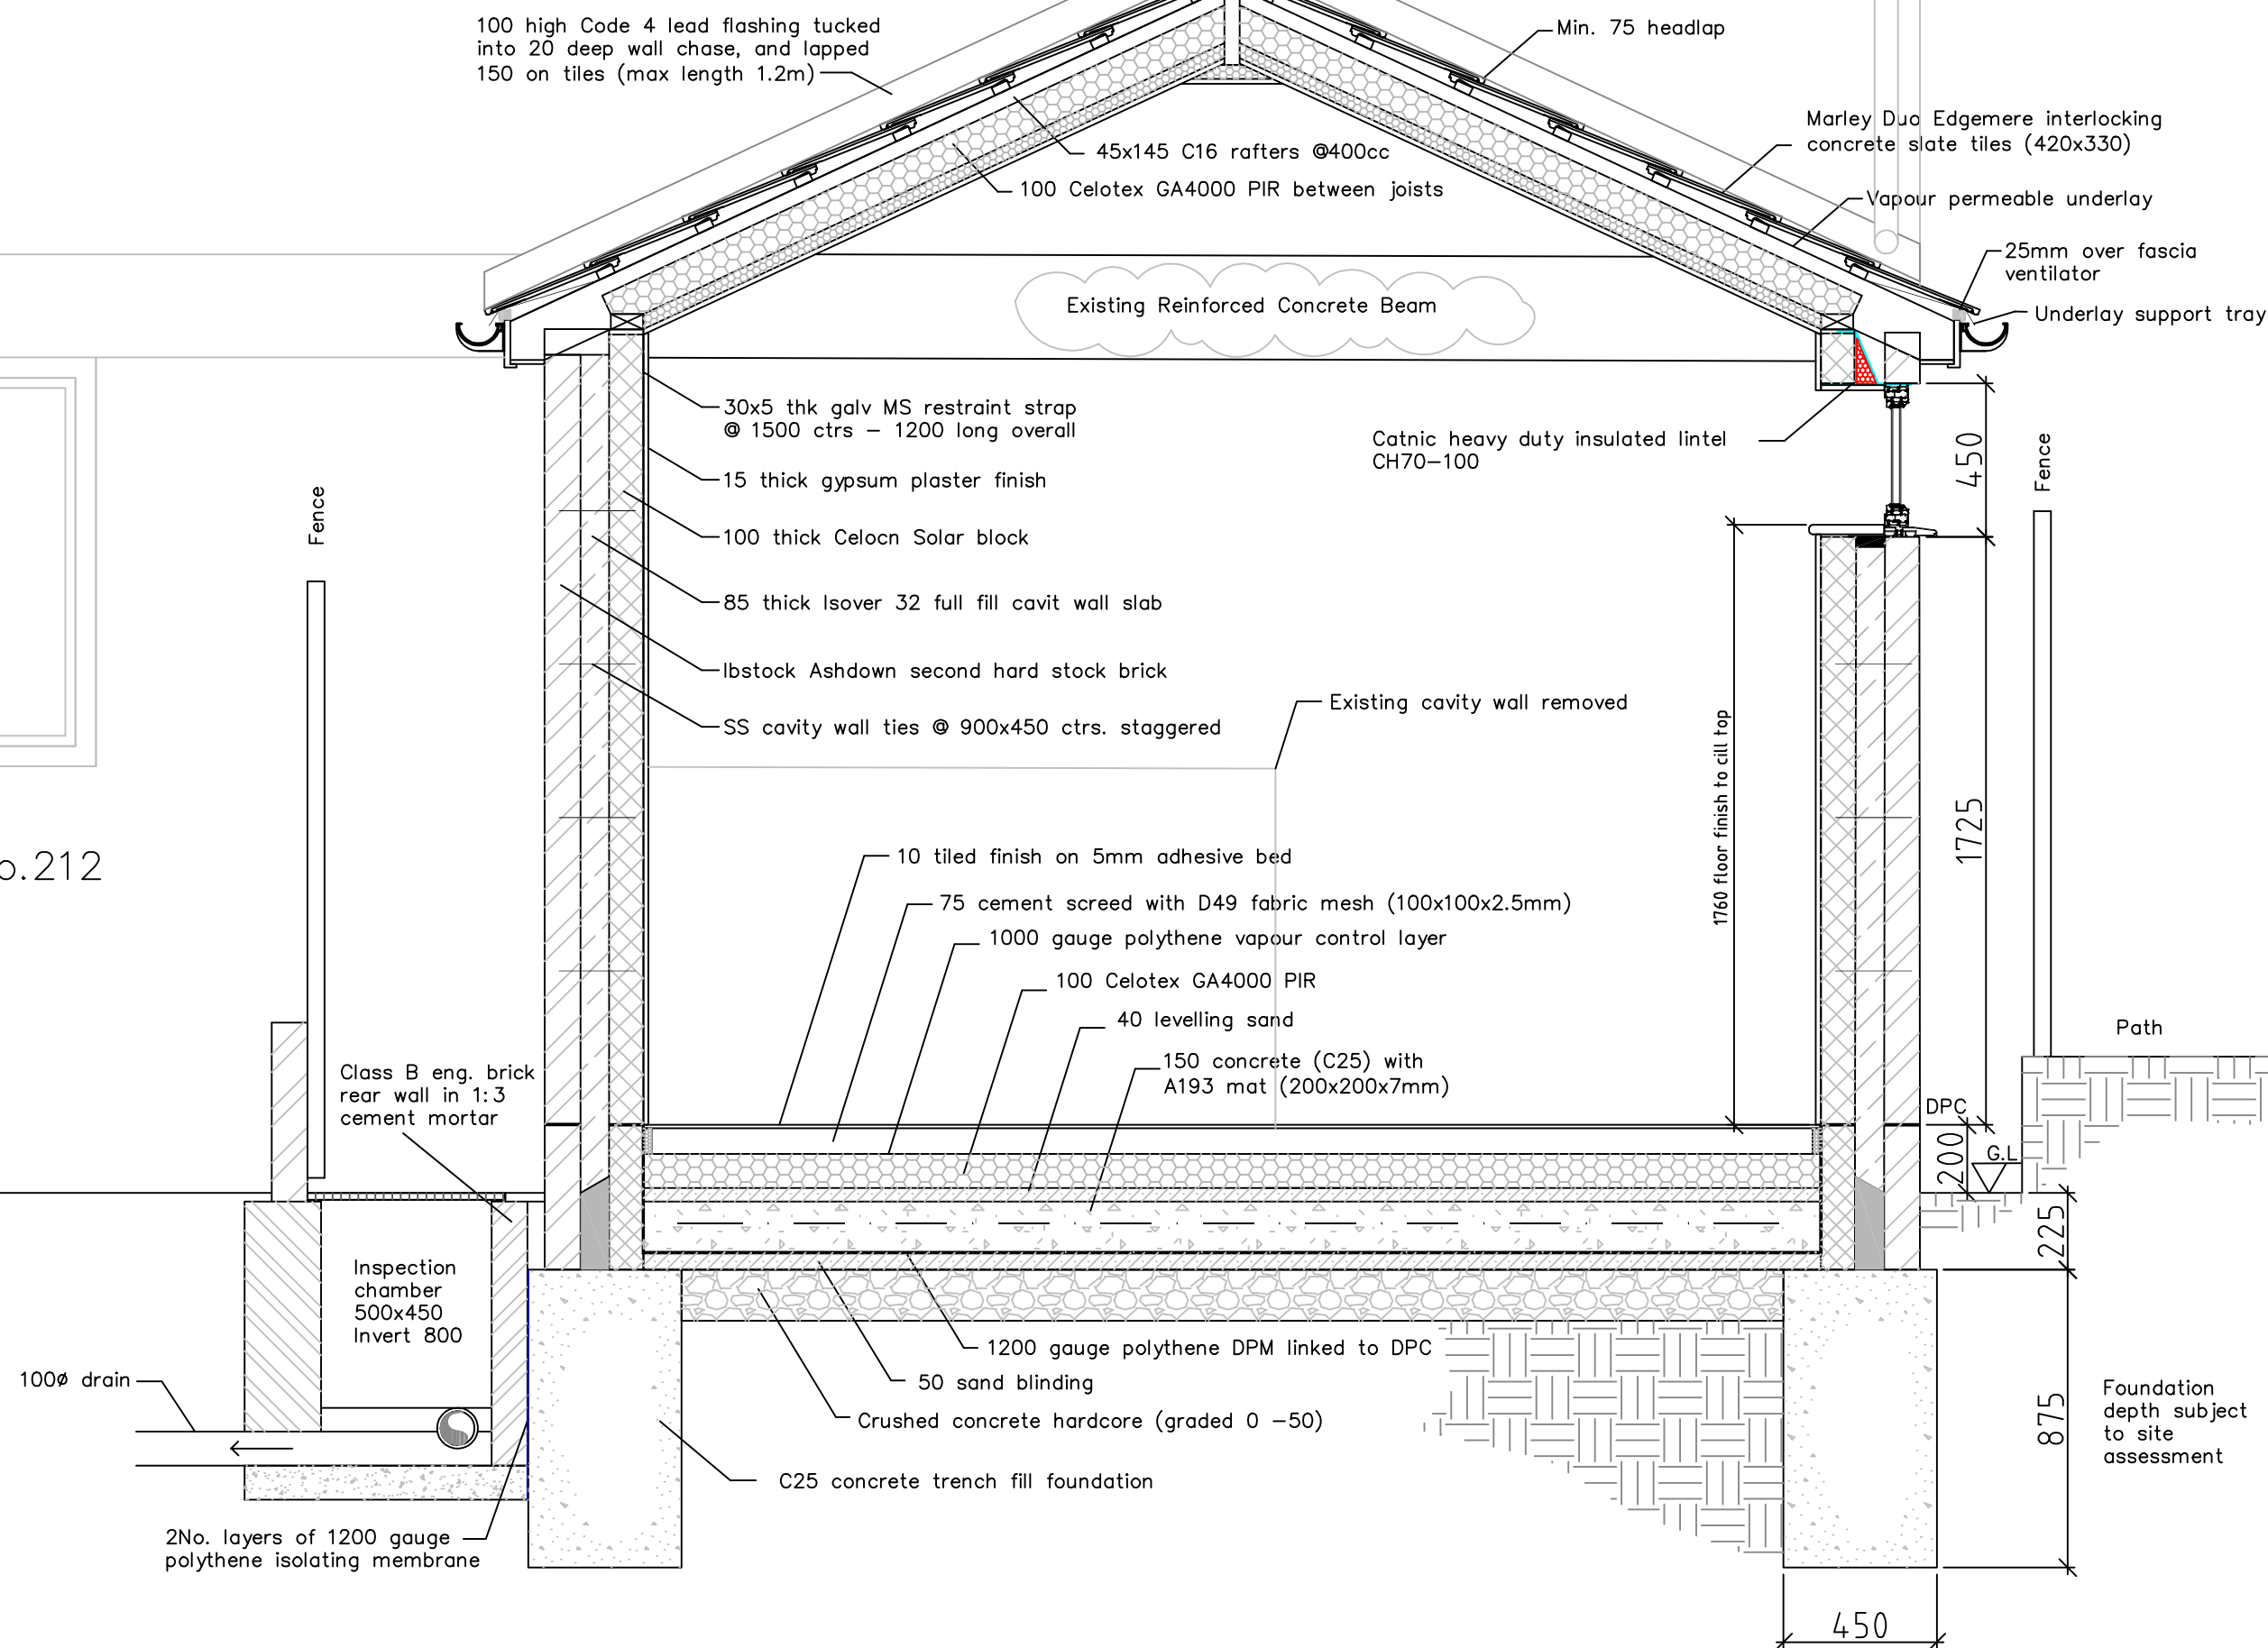 100 high Code 4 lead flashing tucked
into 20 deep wall chase, and lapped
150 on tiles (max length 1.2m)
Min. 75 headlap
Marley Duo Edgemere interlocking
concrete slate tiles (420x330)
45x145 C16 rafters @400cc
100 Celotex GA4000 PIR between joists
Vapour permeable underlay
25mm over fascia
ventilator
Underlay support tray
Existing Reinforced Concrete Beam
30x5 thk galv MS restraint strap
@ 1500 ctrs - 1200 long overall
Catnic heavy duty insulated lintel
CH70-100
450
Fence
Fence
15 thick gypsum plaster finish
100 thick Celocn Solar block
85 thick Isover 32 full fill cavit wall slab
Ibstock Ashdown second hard stock brick
SS cavity wall ties @ 900x450 ctrs. staggered
Existing cavity wall removed
1760 floor finish to cill top
1725
o.212
10 tiled finish on 5mm adhesive bed
75 cement screed with D49 fabric mesh (100x100x2.5mm)
1000 gauge polythene vapour control layer
100 Celotex GA4000 PIR
40 levelling sand
150 concrete (C25) with
A193 mat (200x200x7mm)
Path
Class B eng. brick
rear wall in 1:3
cement mortar
DPC
200
G.L
225
Inspection
chamber
500x450
Invert 800
100ø drain
1200 gauge polythene DPM linked to DPC
50 sand blinding
Crushed concrete hardcore (graded 0 -50)
C25 concrete trench fill foundation
875
Foundation
depth subject
to site
assessment
2No. layers of 1200 gauge
polythene isolating membrane
450